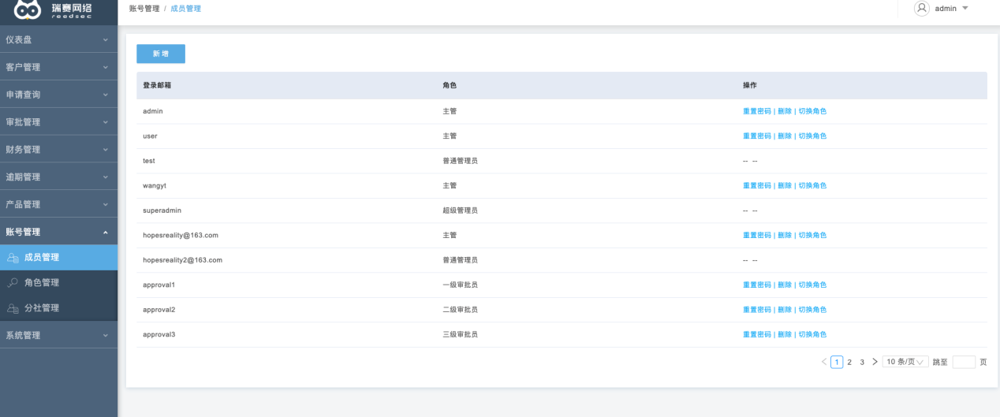 瑞赛网络
reedsec
账号管理 / 成员管理
admin
仪表盘
客户管理
申请查询
审批管理
财务管理
逾期管理
产品管理
账号管理
成员管理
角色管理
分社管理
系统管理
新增
登录邮箱 角色 操作
admin 主管 重置密码 | 删除 | 切换角色
user 主管 重置密码 | 删除 | 切换角色
test 普通管理员 -- --
wangyt 主管 重置密码 | 删除 | 切换角色
superadmin 超级管理员 -- --
hopesreality@163.com 主管 重置密码 | 删除 | 切换角色
hopesreality2@163.com 普通管理员 -- --
approval1 一级审批员 重置密码 | 删除 | 切换角色
approval2 二级审批员 重置密码 | 删除 | 切换角色
approval3 三级审批员 重置密码 | 删除 | 切换角色
1 2 3 10 条/页 跳至 页